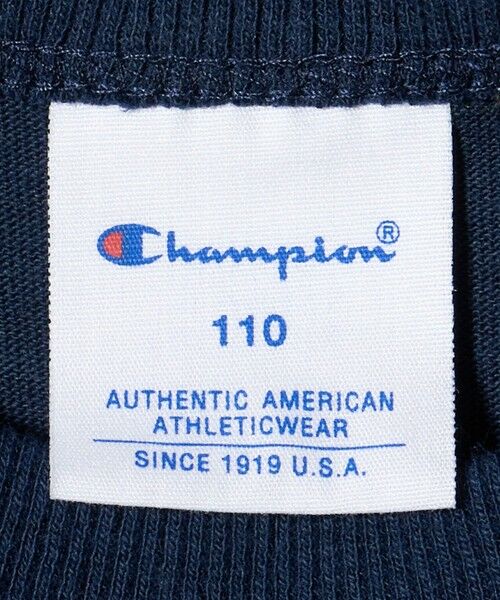 Champion®
110
AUTHENTIC AMERICAN
ATHLETICWEAR
SINCE 1919 U.S.A.